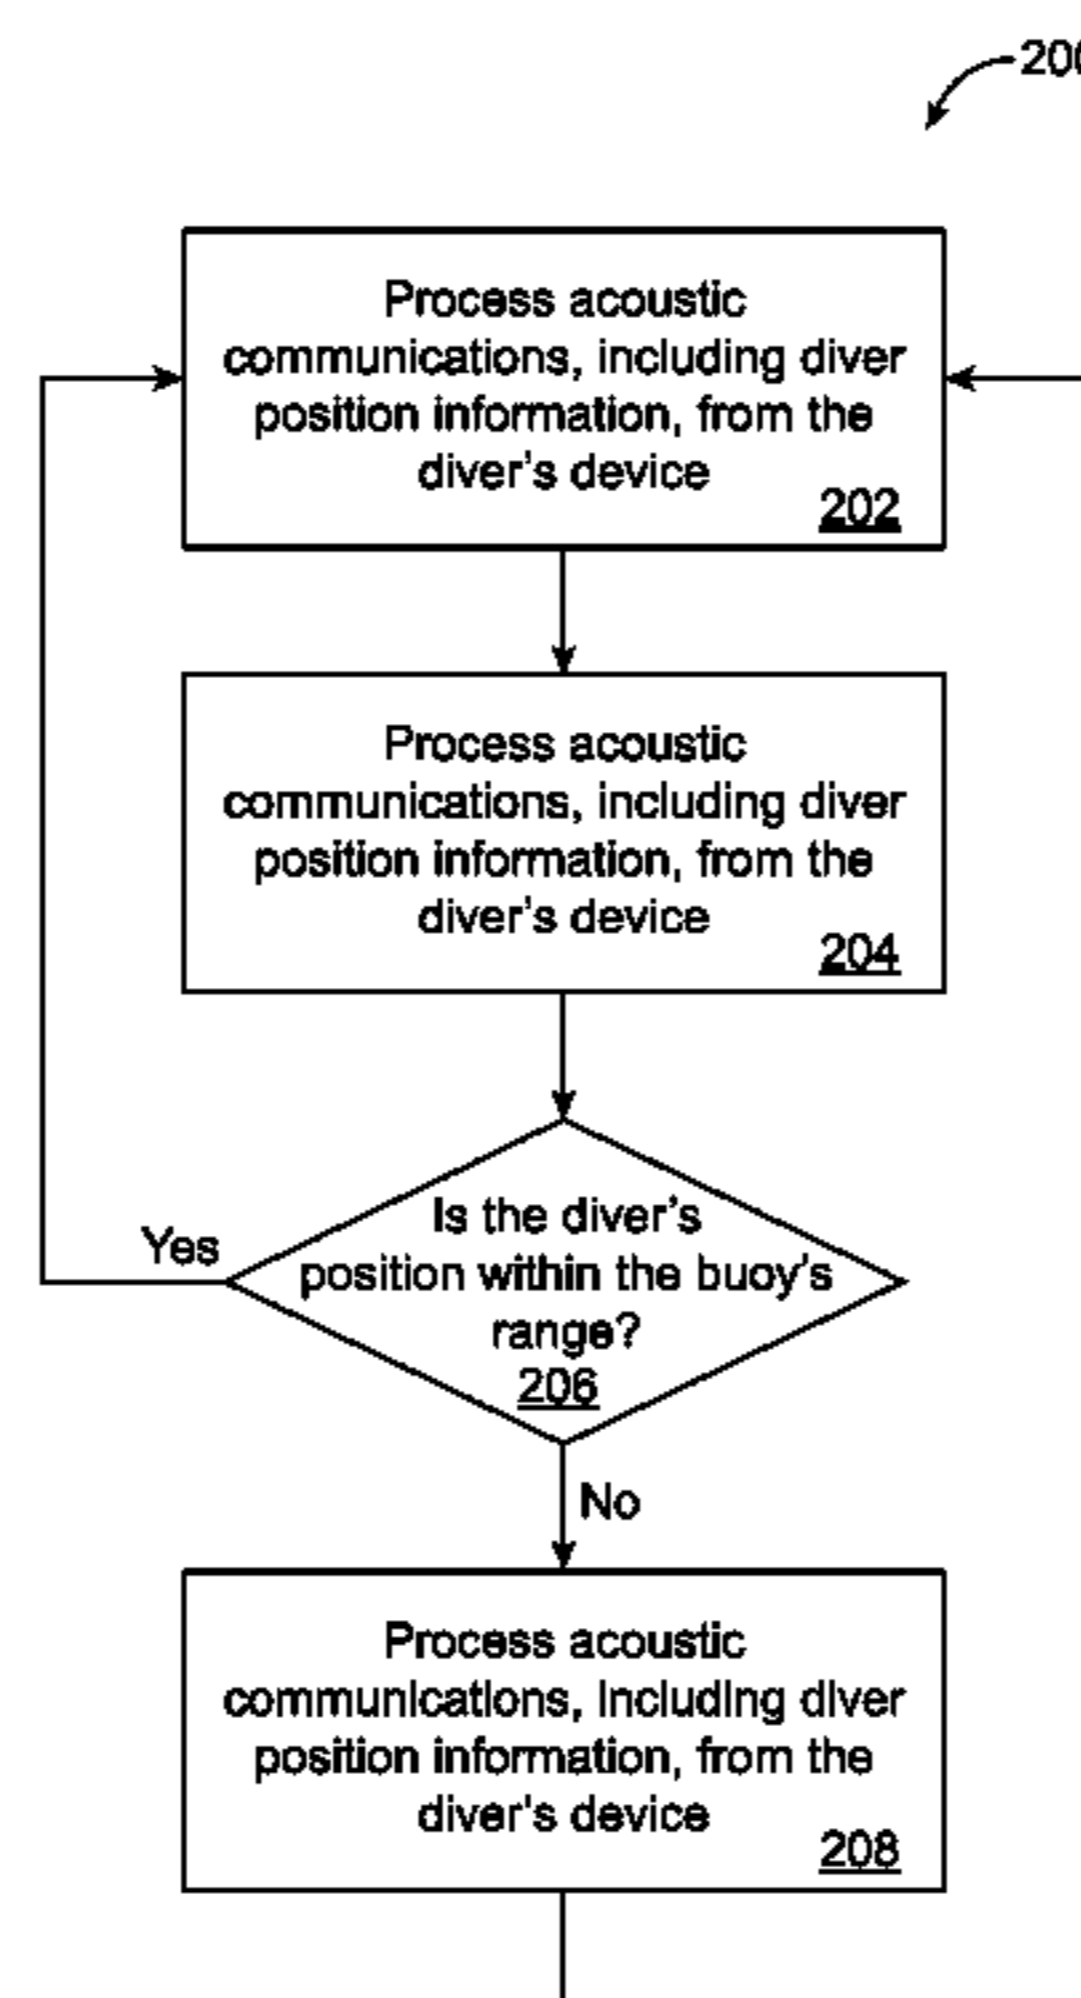 200
Process acoustic
communications, including diver
position information, from the
diver's device
202
Process acoustic
communications, including diver
position information, from the
diver's device
204
Is the diver's
position within the buoy's
range?
206
Yes
No
Process acoustic
communications, including diver
position information, from the
diver's device
208